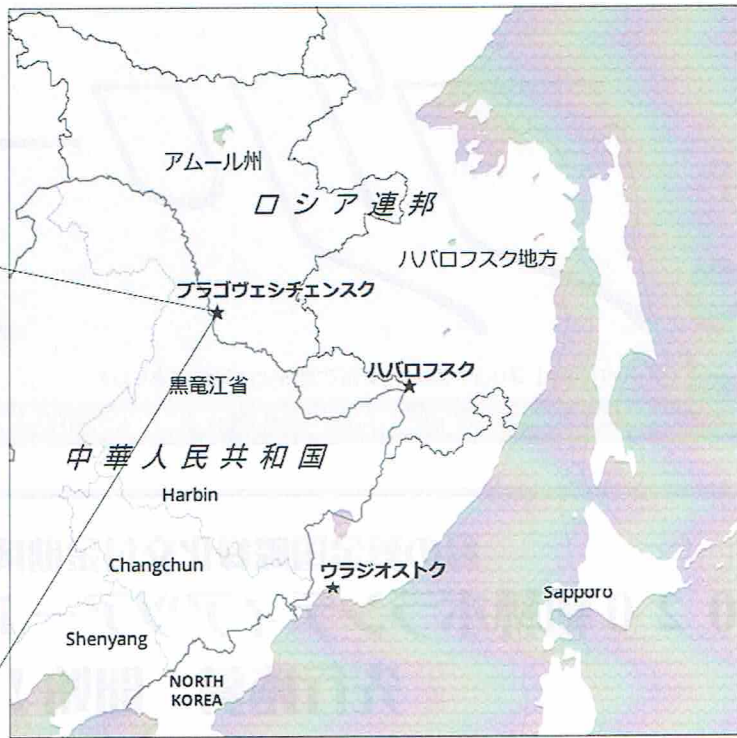 アムール州
ロシア連邦
ハバロフスク地方
ブラゴヴェシチェンスク
ハバロフスク
黒竜江省
中華人民共和国
Harbin
Changchun
ウラジオストク
Sapporo
Shenyang
NORTH
KOREA